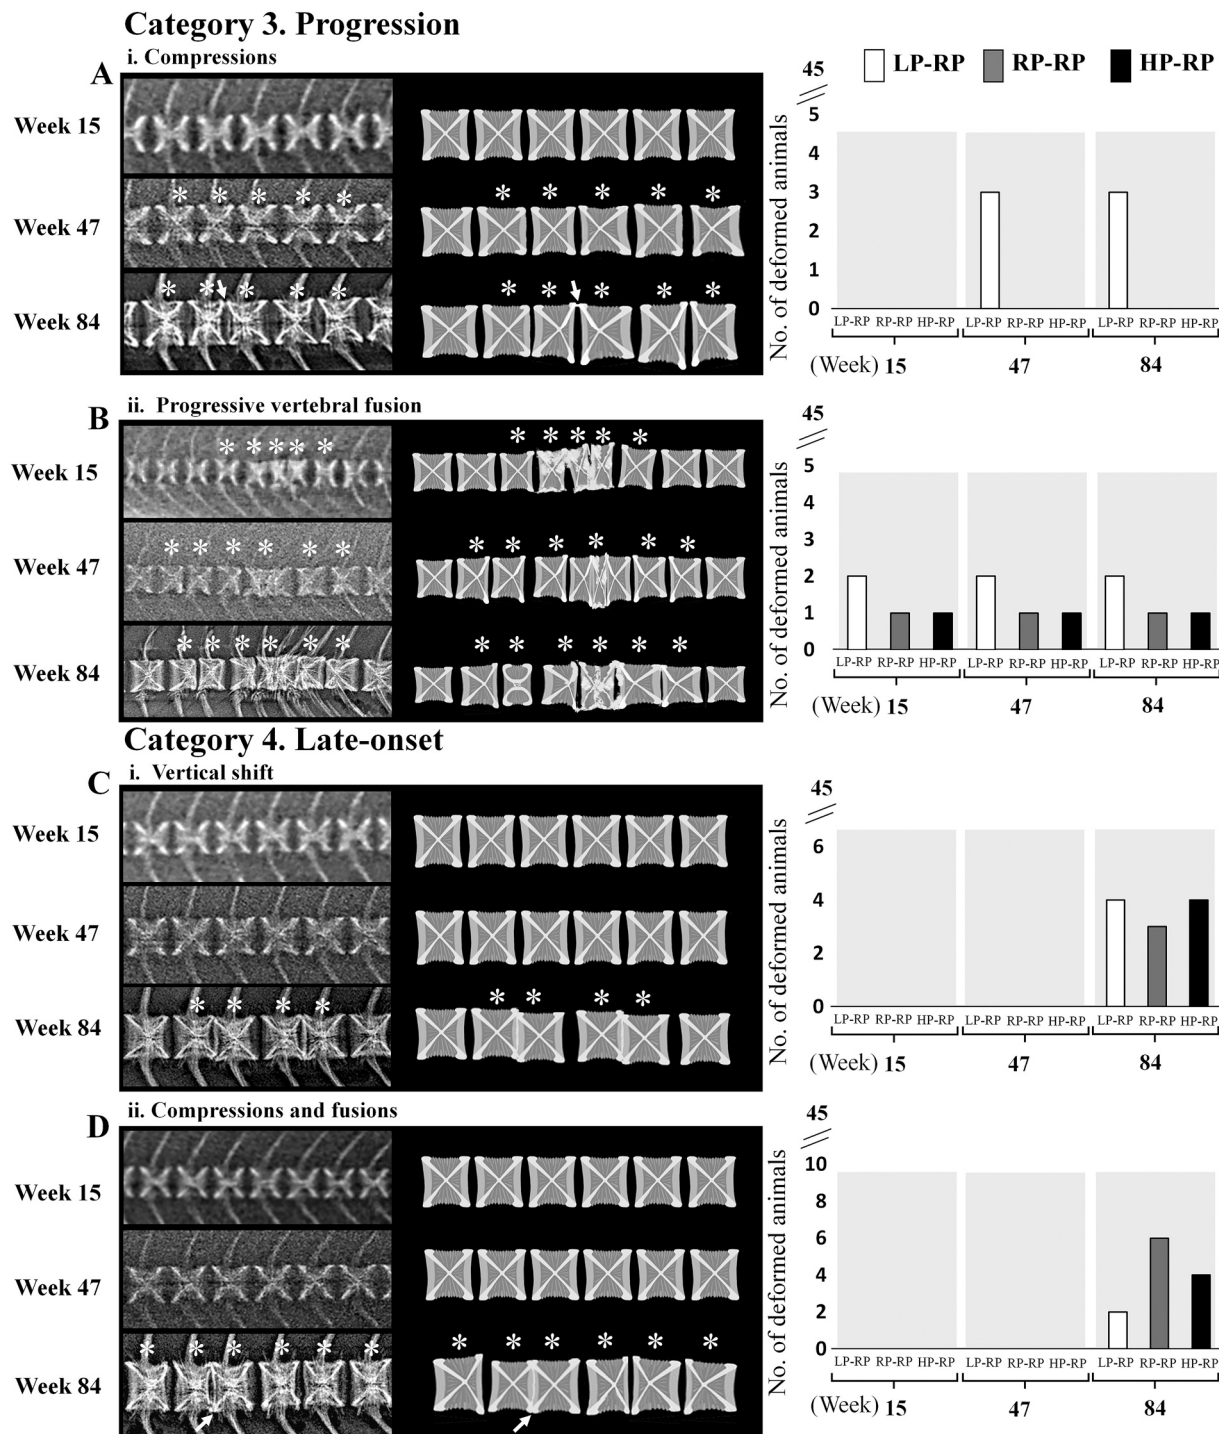 Category 3. Progression
i. Compressions
A
Week 15
Week 47
Week 84
LP-RP RP-RP HP-RP
No. of deformed animals
45
5
4
3
2
1
0
LP-RP RP-RP HP-RP LP-RP RP-RP HP-RP LP-RP RP-RP HP-RP
(Week) 15 47 84
B
ii. Progressive vertebral fusion
Week 15
Week 47
Week 84
No. of deformed animals
45
5
4
3
2
1
0
LP-RP RP-RP HP-RP LP-RP RP-RP HP-RP LP-RP RP-RP HP-RP
(Week) 15 47 84
Category 4. Late-onset
i. Vertical shift
C
Week 15
Week 47
Week 84
No. of deformed animals
45
6
4
2
0
LP-RP RP-RP HP-RP LP-RP RP-RP HP-RP LP-RP RP-RP HP-RP
(Week) 15 47 84
ii. Compressions and fusions
D
Week 15
Week 47
Week 84
No. of deformed animals
45
10
8
6
4
2
0
LP-RP RP-RP HP-RP LP-RP RP-RP HP-RP LP-RP RP-RP HP-RP
(Week) 15 47 84